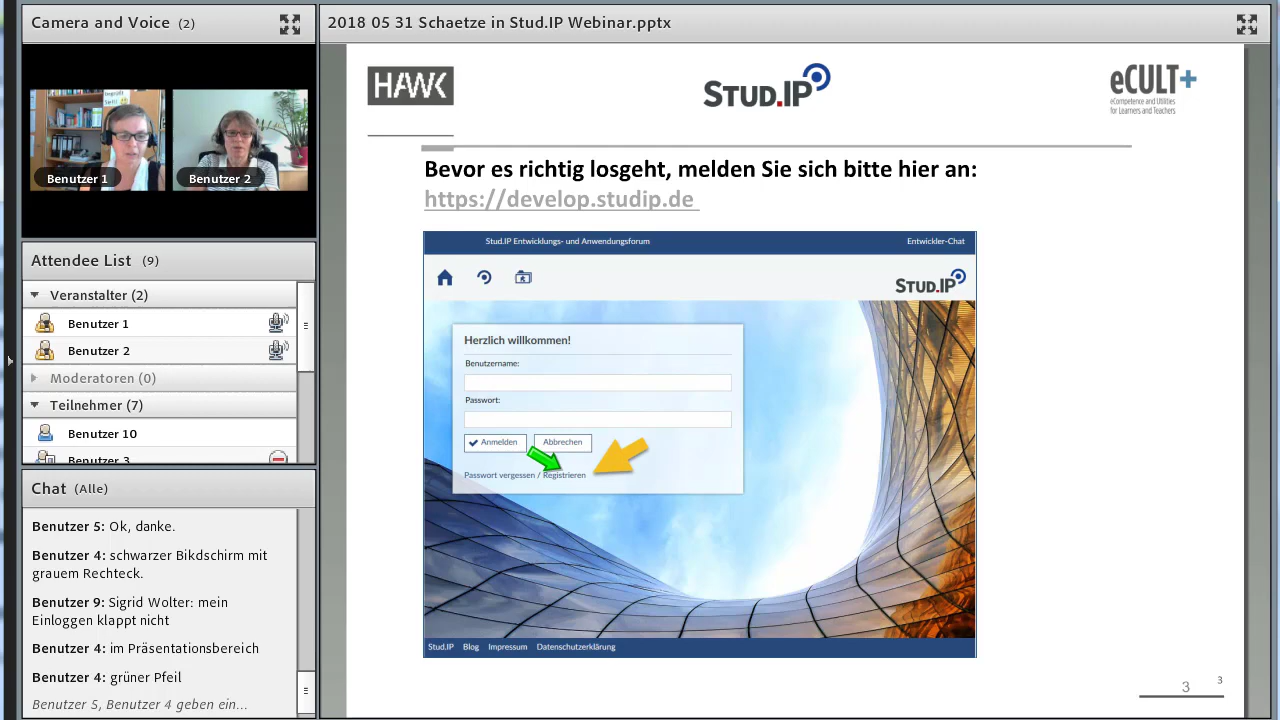 Camera and Voice (2)
Benutzer 1
Benutzer 2
Attendee List (9)
Veranstalter (2)
Benutzer 1
Benutzer 2
Moderatoren (0)
Teilnehmer (7)
Benutzer 10
Benutzer 3
Chat (Alle)
Benutzer 5: Ok, danke.
Benutzer 4: schwarzer Bikdschirm mit
grauem Rechteck.
Benutzer 9: Sigrid Wolter: mein
Einloggen klappt nicht
Benutzer 4: im Präsentationsbereich
Benutzer 4: grüner Pfeil
Benutzer 5, Benutzer 4 geben ein...
2018 05 31 Schaetze in Stud.IP Webinar.pptx
HAWK
STUD.IP
eCULT+
eCompetence and Utilities
for Learners and Teachers
Bevor es richtig losgeht, melden Sie sich bitte hier an:
https://develop.studip.de
Stud.IP Entwicklungs- und Anwendungsforum
Entwickler-Chat
STUD.IP
Herzlich willkommen!
Benutzername:
Passwort:
Anmelden
Abbrechen
Passwort vergessen / Registrieren
Stud.IP Blog Impressum Datenschutzerklärung
3
3